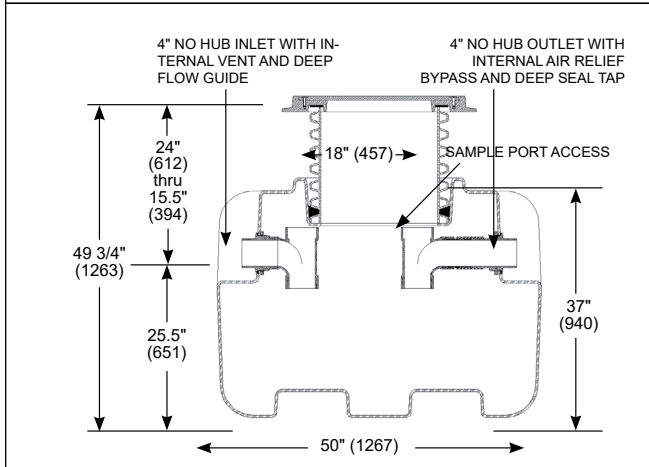 4" NO HUB INLET WITH IN-
TERNAL VENT AND DEEP
FLOW GUIDE
4" NO HUB OUTLET WITH
INTERNAL AIR RELIEF
BYPASS AND DEEP SEAL TAP
24"
(612)
thru
15.5"
(394)
18" (457)
SAMPLE PORT ACCESS
49 3/4"
(1263)
25.5"
(651)
37"
(940)
50" (1267)